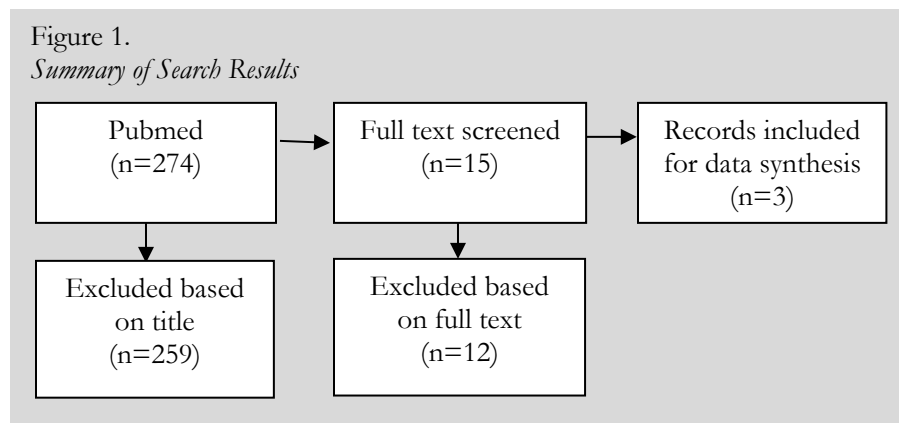 Figure 1.
Summary of Search Results
Pubmed
(n=274)
Full text screened
(n=15)
Records included
for data synthesis
(n=3)
Excluded based
on title
(n=259)
Excluded based
on full text
(n=12)